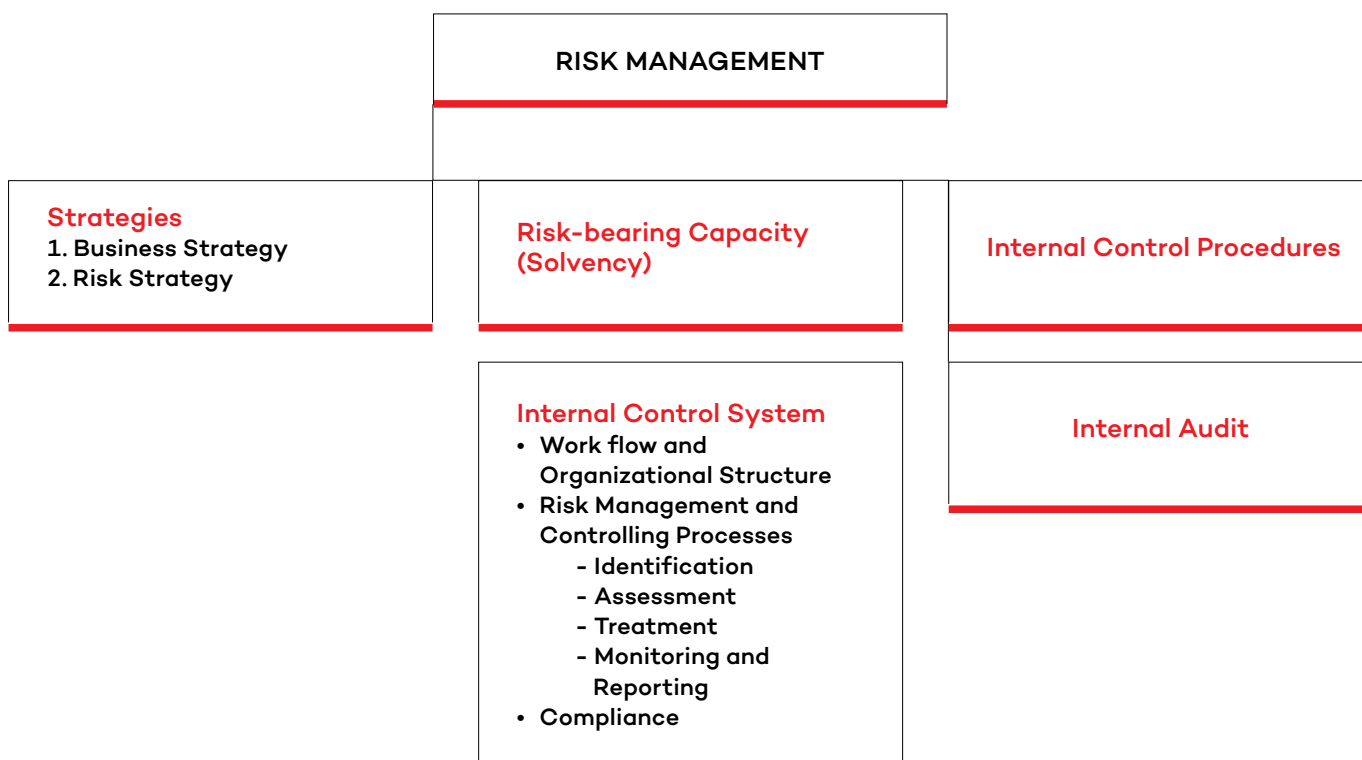 RISK MANAGEMENT
Strategies
1. Business Strategy
2. Risk Strategy
Risk-bearing Capacity
(Solvency)
Internal Control Procedures
Internal Control System
• Work flow and
Organizational Structure
• Risk Management and
Controlling Processes
- Identification
- Assessment
- Treatment
- Monitoring and
Reporting
• Compliance
Internal Audit